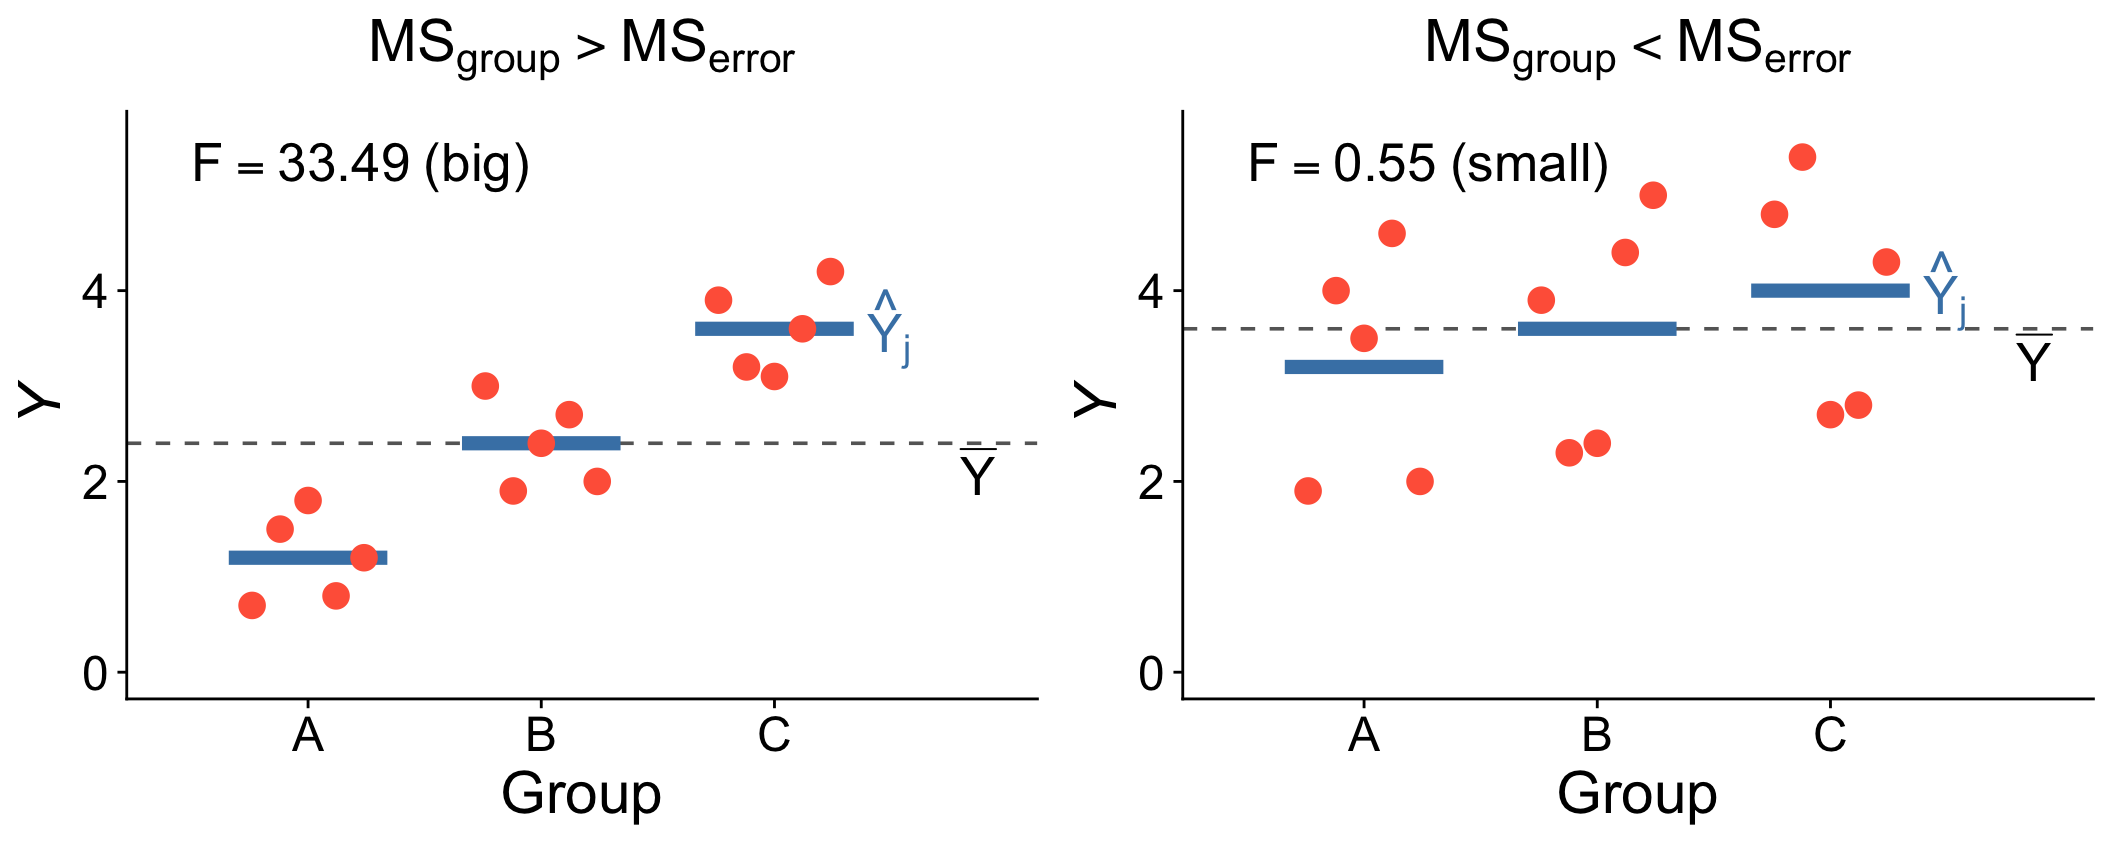 MSgroup > MSerror
F = 33.49 (big)
4
2
0
Y
Ŷj
Ȳ
A B C
Group
MSgroup < MSerror
F = 0.55 (small)
4
2
0
Y
Ŷj
Ȳ
A B C
Group